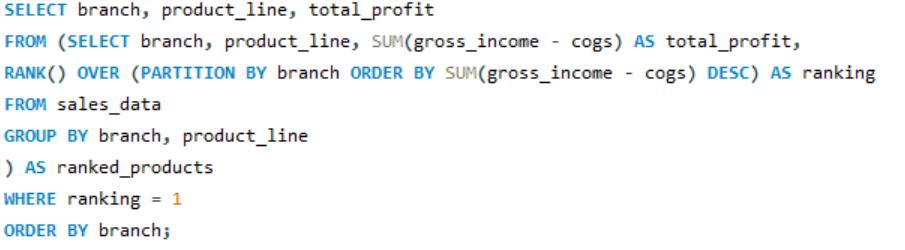 SELECT branch, product_line, total_profit
FROM (SELECT branch, product_line, SUM(gross_income - cogs) AS total_profit,
RANK() OVER (PARTITION BY branch ORDER BY SUM(gross_income - cogs) DESC) AS ranking
FROM sales_data
GROUP BY branch, product_line
) AS ranked_products
WHERE ranking = 1
ORDER BY branch;